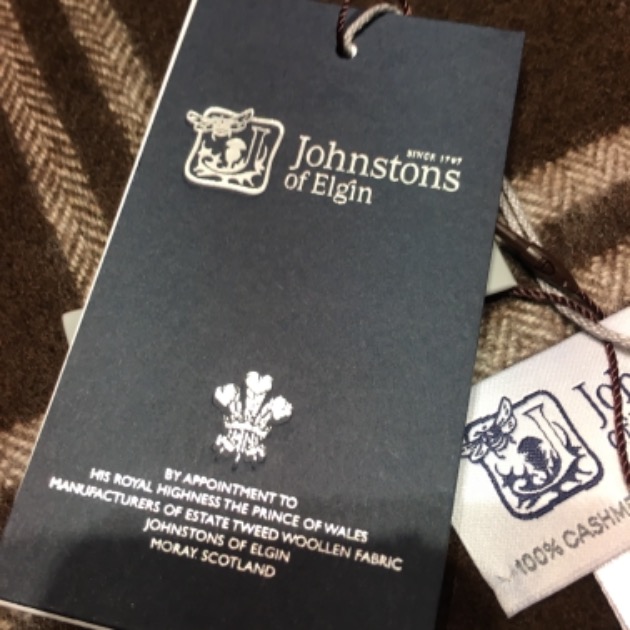 SINCE 1797
Johnstons
of Elgin
BY APPOINTMENT TO
HIS ROYAL HIGHNESS THE PRINCE OF WALES
MANUFACTURERS OF ESTATE TWEED WOOLLEN FABRIC
JOHNSTONS OF ELGIN
MORAY, SCOTLAND
100%